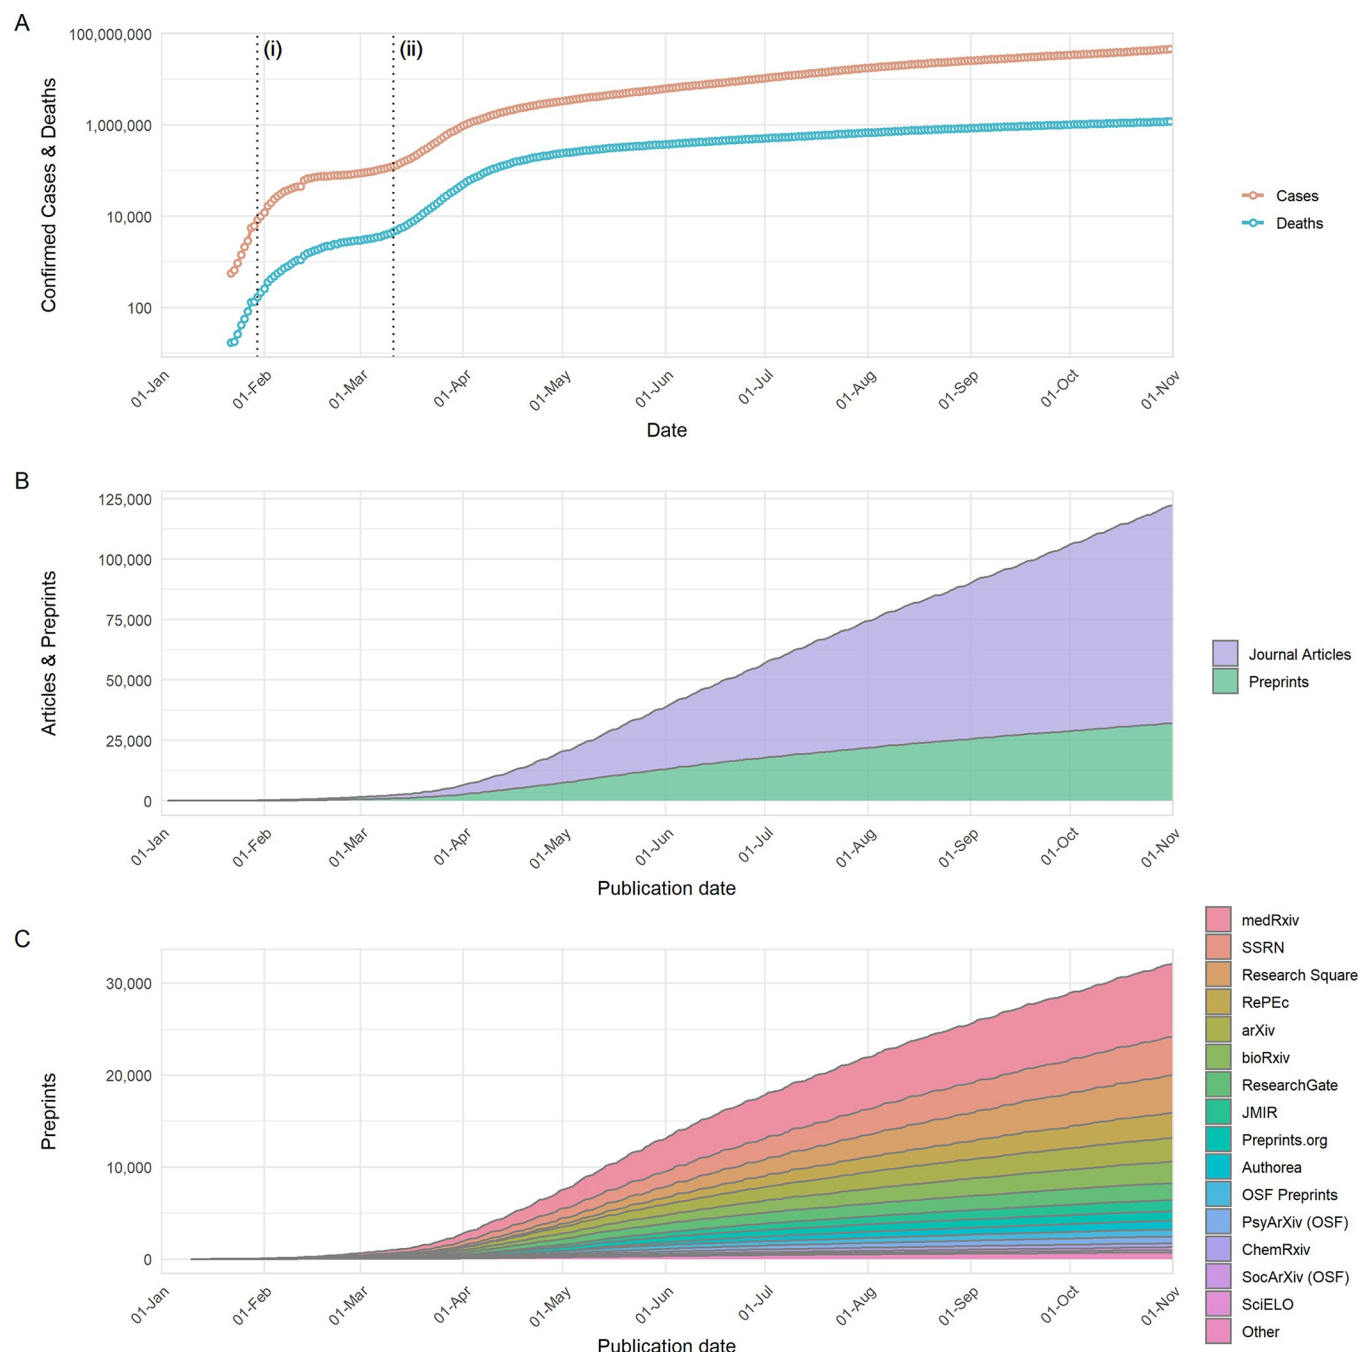 A
Confirmed Cases & Deaths
100,000,000
1,000,000
10,000
100
(i)
(ii)
01-Jan
01-Feb
01-Mar
01-Apr
01-May
01-Jun
01-Jul
01-Aug
01-Sep
01-Oct
01-Nov
Date
Cases
Deaths
B
Articles & Preprints
125,000
100,000
75,000
50,000
25,000
0
01-Jan
01-Feb
01-Mar
01-Apr
01-May
01-Jun
01-Jul
01-Aug
01-Sep
01-Oct
01-Nov
Publication date
Journal Articles
Preprints
C
Preprints
30,000
20,000
10,000
0
01-Jan
01-Feb
01-Mar
01-Apr
01-May
01-Jun
01-Jul
01-Aug
01-Sep
01-Oct
01-Nov
Publication date
medRxiv
SSRN
Research Square
RePEc
arXiv
bioRxiv
ResearchGate
JMIR
Preprints.org
Authorea
OSF Preprints
PsyArXiv (OSF)
ChemRxiv
SocArXiv (OSF)
SciELO
Other